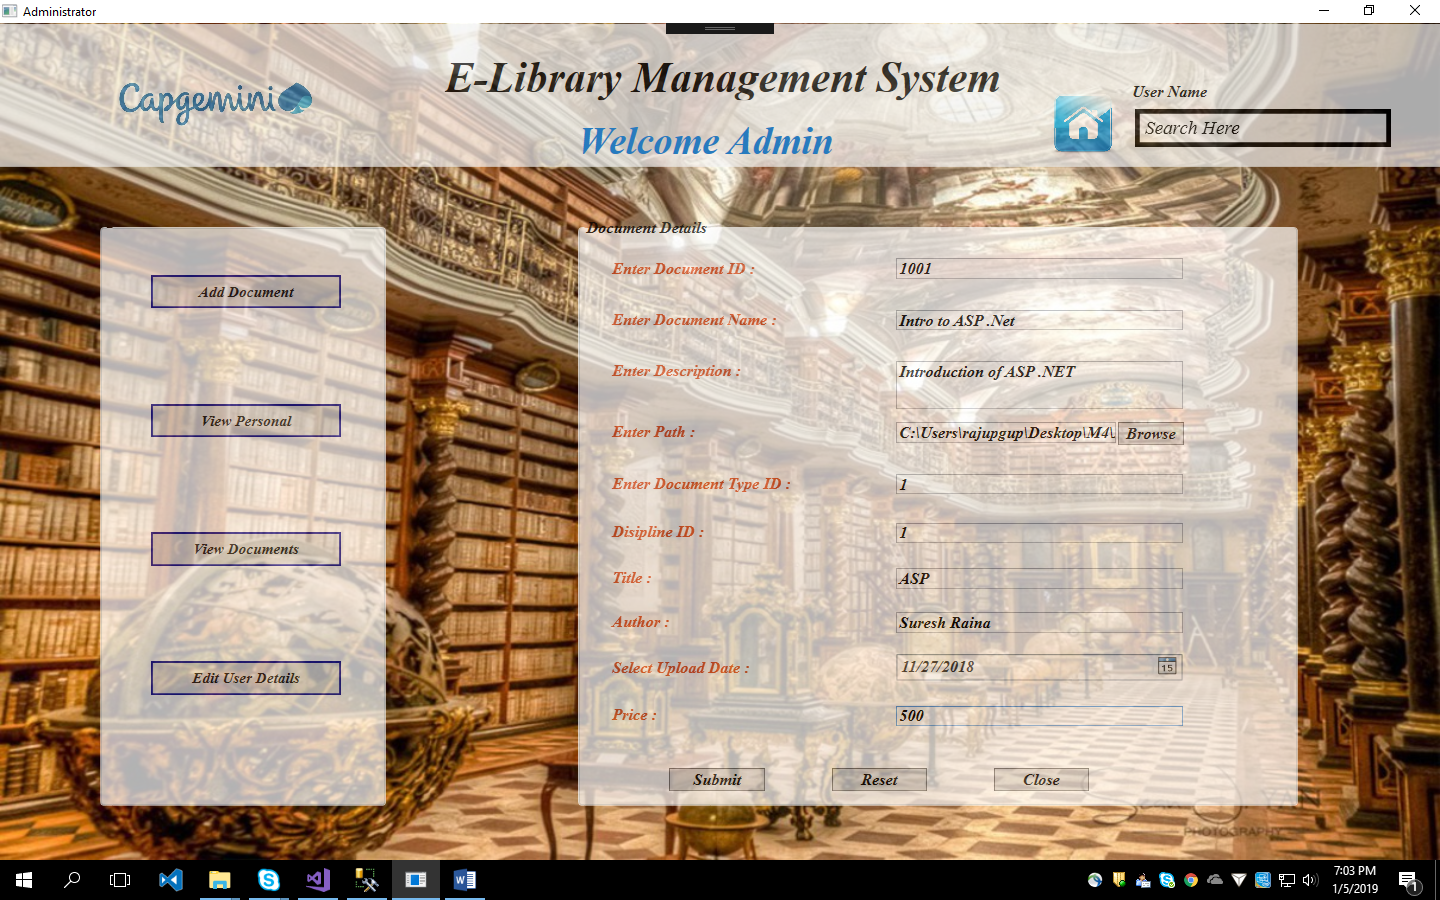 Administrator
E-Library Management System
Capgemini
Welcome Admin
User Name
Search Here
Add Document
View Personal
View Documents
Edit User Details
Document Details
Enter Document ID : 1001
Enter Document Name : Intro to ASP .Net
Enter Description : Introduction of ASP .NET
Enter Path : C:\Users\rajupgup\Desktop\M4\ Browse
Enter Document Type ID : 1
Disipline ID : 1
Title : ASP
Author : Suresh Raina
Select Upload Date : 11/27/2018 15
Price : 500
Submit Reset Close
PHOTOGRAPHY
7:03 PM
1/5/2019
1